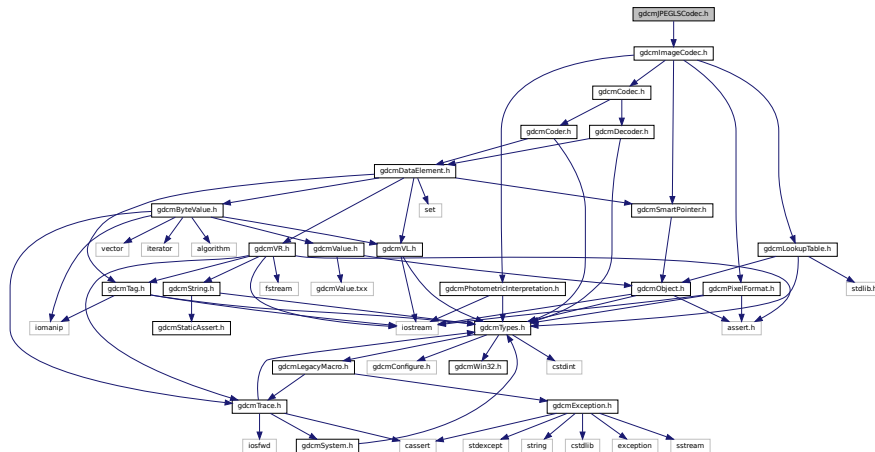 gdcmJPEGLSCodec.h
gdcmImageCodec.h
gdcmCodec.h
gdcmCoder.h
gdcmDecoder.h
gdcmDataElement.h
gdcmByteValue.h
set
gdcmSmartPointer.h
vector
iterator
algorithm
gdcmVR.h
gdcmValue.h
gdcmVL.h
gdcmLookupTable.h
gdcmTag.h
gdcmString.h
fstream
gdcmValue.txx
gdcmPhotometricInterpretation.h
gdcmObject.h
gdcmPixelFormat.h
stdlib.h
iomanip
gdcmStaticAssert.h
iostream
gdcmTypes.h
assert.h
gdcmLegacyMacro.h
gdcmConfigure.h
gdcmWin32.h
cstdint
gdcmTrace.h
gdcmException.h
iosfwd
gdcmSystem.h
cassert
stdexcept
string
cstdlib
exception
sstream